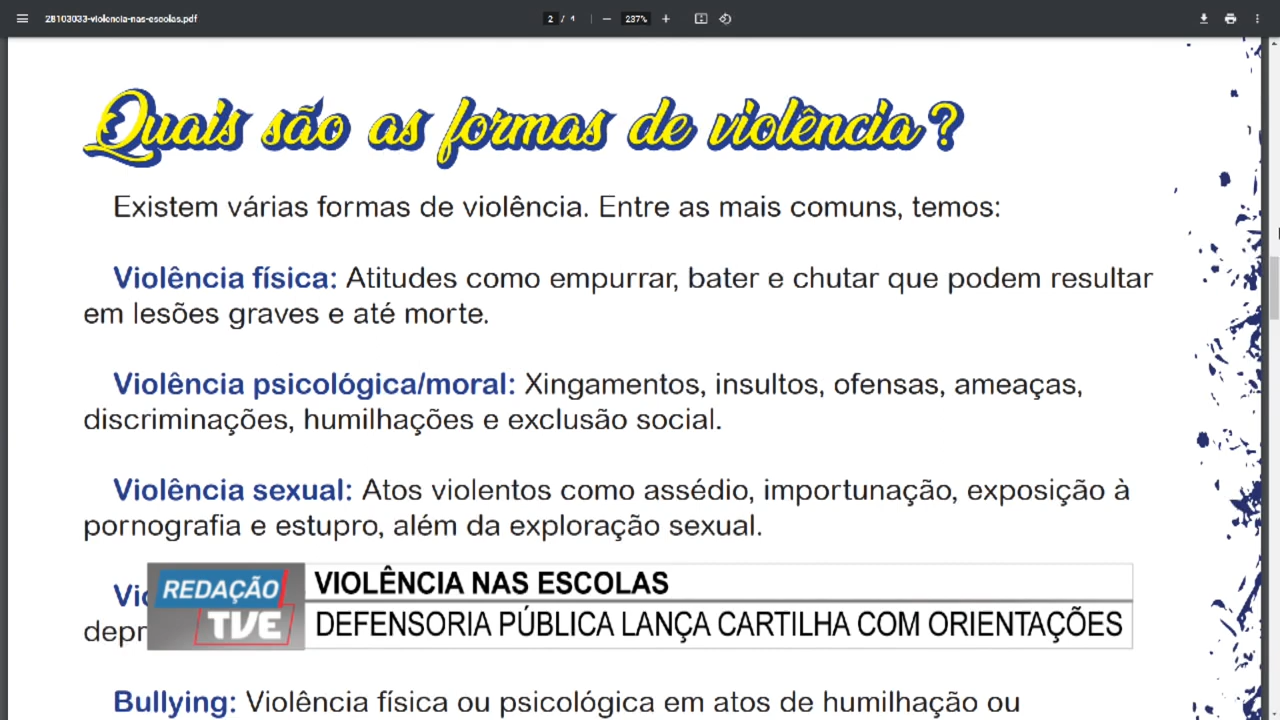 28103033-violencia-nas-escolas.pdf
2 / 4
237%
Quais são as formas de violência?
Existem várias formas de violência. Entre as mais comuns, temos:
Violência física: Atitudes como empurrar, bater e chutar que podem resultar
em lesões graves e até morte.
Violência psicológica/moral: Xingamentos, insultos, ofensas, ameaças,
discriminações, humilhações e exclusão social.
Violência sexual: Atos violentos como assédio, importunação, exposição à
pornografia e estupro, além da exploração sexual.
REDAÇÃO
TVE
VIOLÊNCIA NAS ESCOLAS
DEFENSORIA PÚBLICA LANÇA CARTILHA COM ORIENTAÇÕES
Bullying: Violência física ou psicológica em atos de humilhação ou